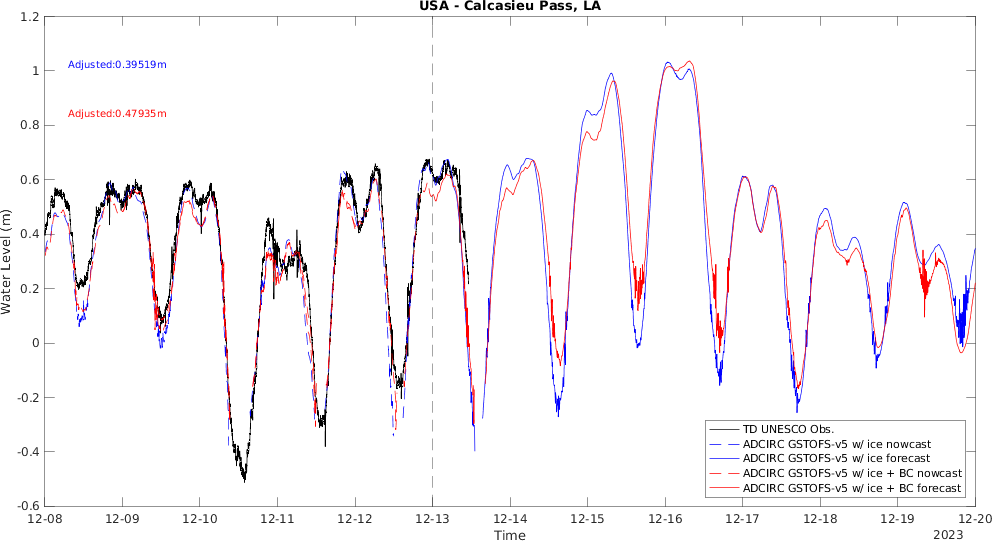 USA - Calcasieu Pass, LA
1.2
1
0.8
0.6
0.4
0.2
0
-0.2
-0.4
-0.6
Water Level (m)
Adjusted:0.39519m
Adjusted:0.47935m
TD UNESCO Obs.
ADCIRC GSTOFS-v5 w/ ice nowcast
ADCIRC GSTOFS-v5 w/ ice forecast
ADCIRC GSTOFS-v5 w/ ice + BC nowcast
ADCIRC GSTOFS-v5 w/ ice + BC forecast
12-08 12-09 12-10 12-11 12-12 12-13 12-14 12-15 12-16 12-17 12-18 12-19 12-20
Time
2023